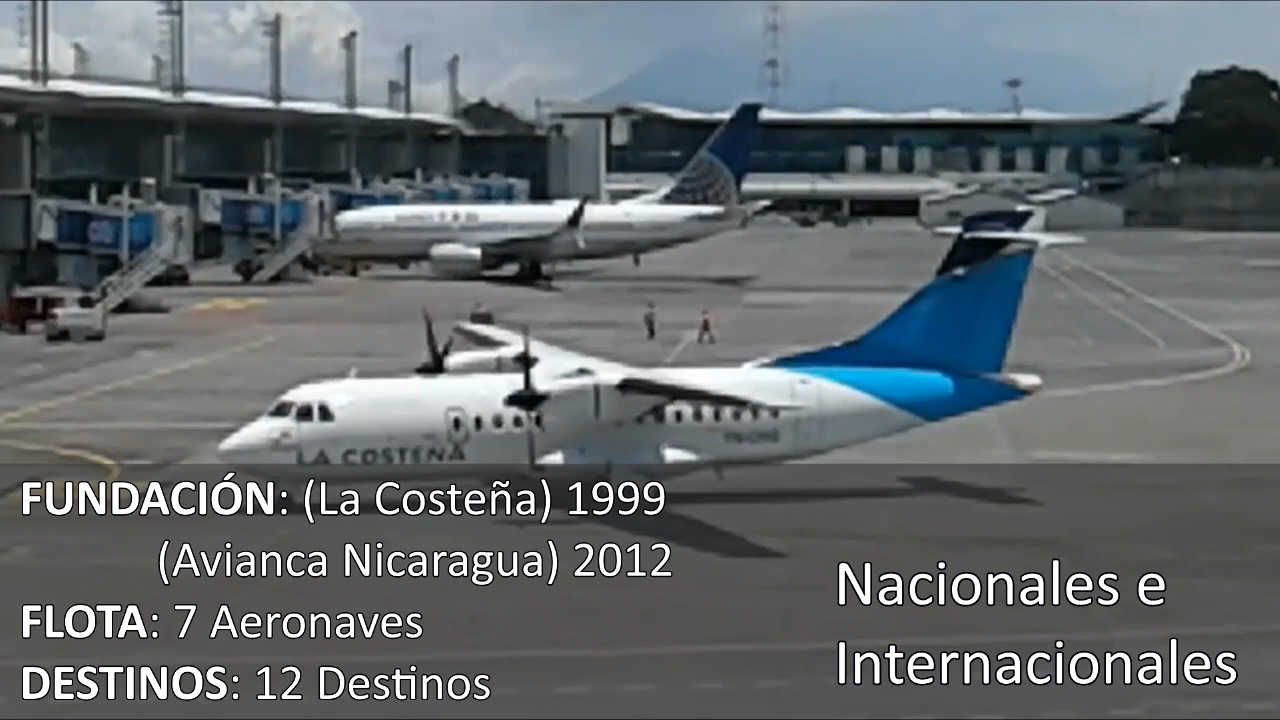 LA COSTEÑA
FUNDACIÓN: (La Costeña) 1999
(Avianca Nicaragua) 2012
FLOTA: 7 Aeronaves
DESTINOS: 12 Destinos
Nacionales e
Internacionales